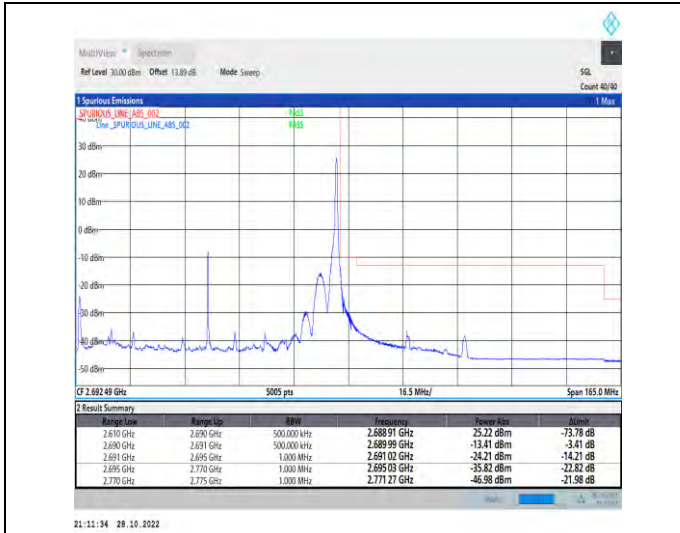 MultiView Spectrum
Ref Level 30.00 dBm Offset 13.89 dB Mode Sweep SGL
Count 40/40
1 Spurious Emissions 1 Max
SPURIOUS_LINE_ABS_002 PASS
Line _SPURIOUS_LINE_ABS_002 PASS
40 dBm
30 dBm
20 dBm
10 dBm
0 dBm
-10 dBm
-20 dBm
-30 dBm
-40 dBm
-50 dBm
CF 2.692 49 GHz 5005 pts 16.5 MHz/ Span 165.0 MHz
2 Result Summary
Range Low Range Up RBW Frequency Power Abs ΔLimit
2.610 GHz 2.690 GHz 500.000 kHz 2.688 91 GHz 25.22 dBm -73.78 dB
2.690 GHz 2.691 GHz 500.000 kHz 2.689 99 GHz -13.41 dBm -3.41 dB
2.691 GHz 2.695 GHz 1.000 MHz 2.691 02 GHz -24.21 dBm -14.21 dB
2.695 GHz 2.770 GHz 1.000 MHz 2.695 03 GHz -35.82 dBm -22.82 dB
2.770 GHz 2.775 GHz 1.000 MHz 2.771 27 GHz -46.98 dBm -21.98 dB
21:11:34 28.10.2022